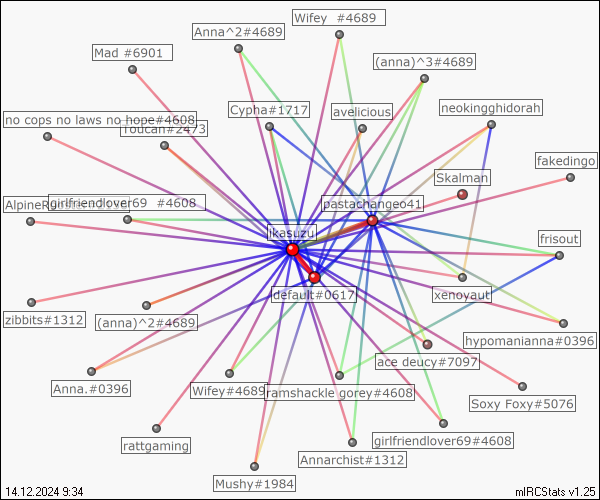 Wifey #4689
Anna^2#4689
Mad #6901
(anna)^3#4689
Cypha#1717
avelicious
neokingghidorah
no cops no laws no hope#4608
Toucan#2473
fakedingo
Skalman
girlfriendlover69 #4608
pastachangeo41
jkasuzu
frisout
default#0617
xenoyaut
zibbits#1312
(anna)^2#4689
hypomanianna#0396
ace deucy#7097
Anna.#0396
Wifey#4689
ramshackle gorey#4608
Soxy Foxy#5076
rattgaming
girlfriendlover69#4608
Annarchist#1312
Mushy#1984
14.12.2024 9:34
mIRCStats v1.25